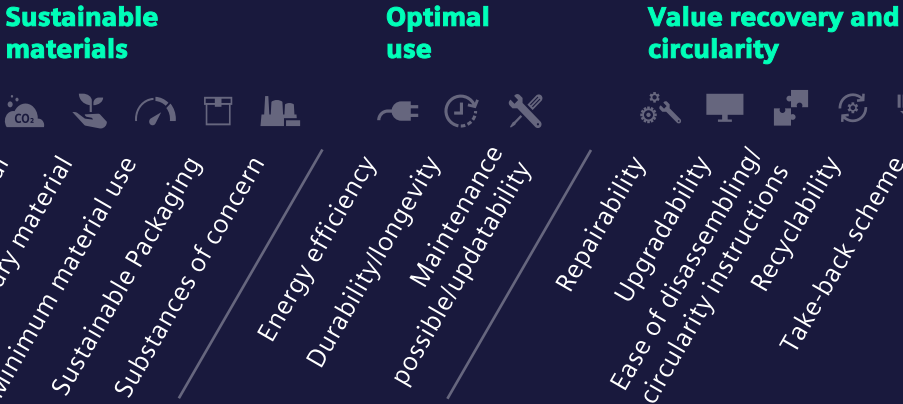 Sustainable
materials
Optimal
use
Value recovery and
circularity
CO₂
material
Minimum material use
Sustainable Packaging
Substances of concern
Energy efficiency
Durability/longevity
Maintenance
possible/updatability
Repairability
Upgradability
Ease of disassembling/
circularity instructions
Recyclability
Take-back scheme